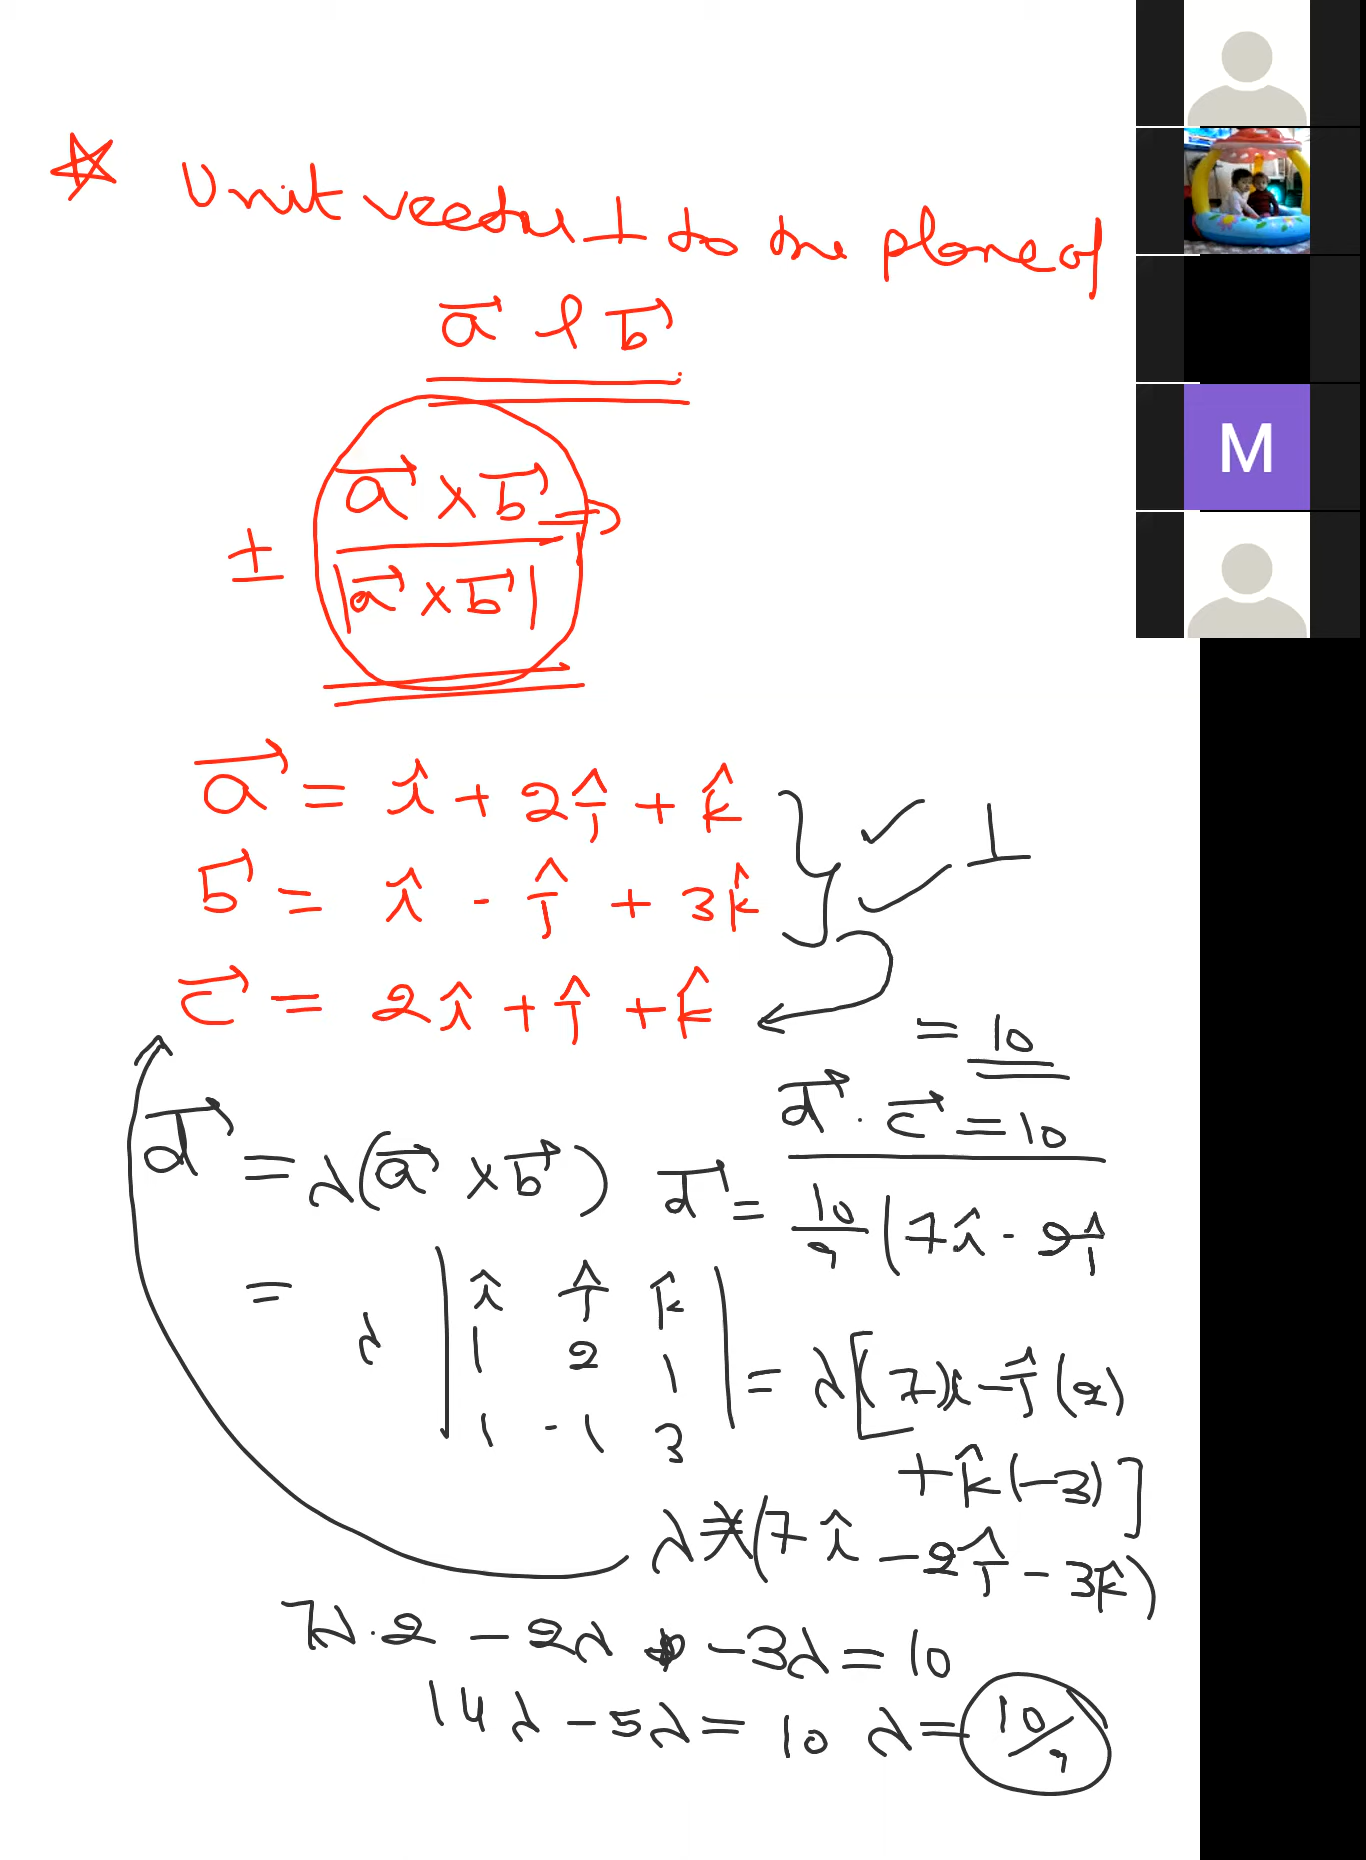 Unit vector ⊥ to the plane of
a⃗ & b⃗
± a⃗ × b⃗ / |a⃗ × b⃗|
M
a⃗ = î + 2ĵ + k̂
b⃗ = î - ĵ + 3k̂
⊥
c⃗ = 2î + ĵ + k̂
= 10
d⃗ · c⃗ = 10
d⃗ = λ(a⃗ × b⃗)
d⃗ = 10/9 (7î - 2ĵ
= λ | î ĵ k̂
1 2 1
1 -1 3 | = λ[(7)î - ĵ(2)
+ k̂(-3)]
λ(7î - 2ĵ - 3k̂)
7λ.2 - 2λ - 3λ = 10
14λ - 5λ = 10 λ = 10/9